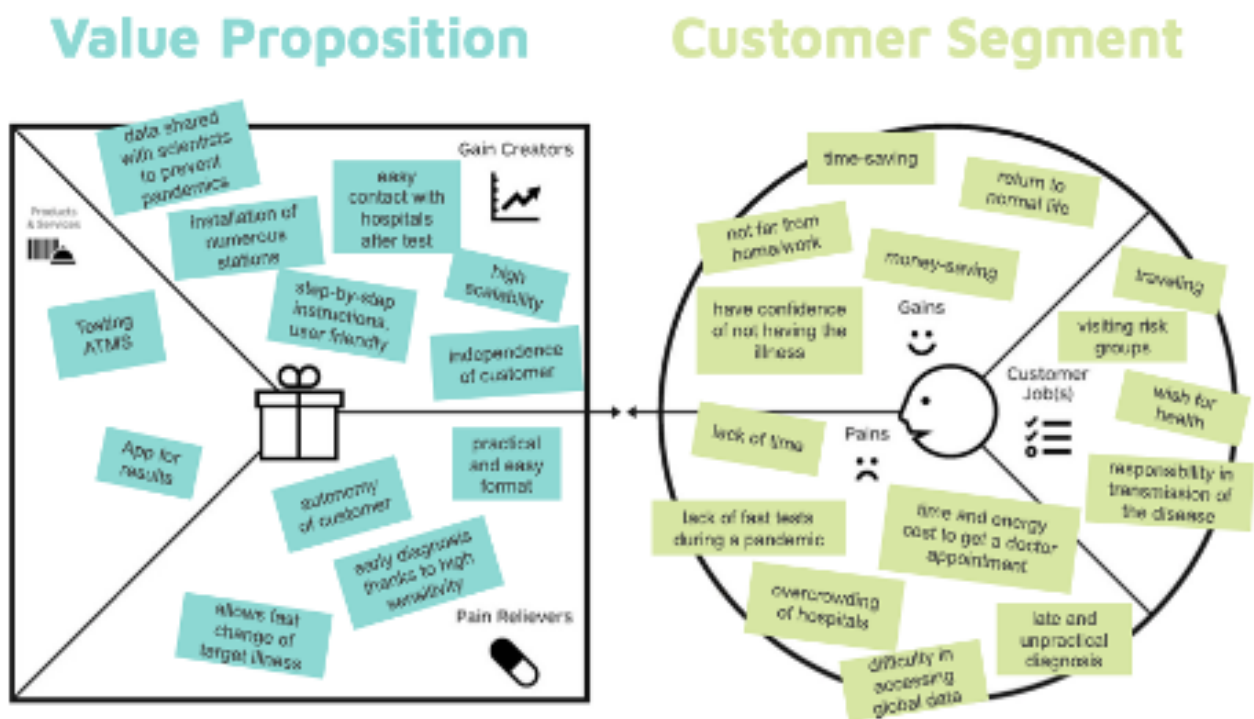 Value Proposition
Customer Segment
data shared
with scientists
to prevent
pandemics
Gain Creators
easy
contact with
hospitals
after test
Products
& Services
installation of
numerous
stations
high
scalability
step-by-step
instructions,
user friendly
Testing
ATMS
independence
of customer
App for
results
practical
and easy
format
autonomy
of customer
early diagnosis
thanks to high
sensitivity
allows fast
change of
target illness
Pain Relievers
time-saving
return to
normal life
not far from
home/work
money-saving
traveling
have confidence
of not having the
illness
Gains
visiting risk
groups
Customer
Job(s)
wish for
health
lack of time
Pains
responsibility in
transmission of
the disease
lack of fast tests
during a pandemic
time and energy
cost to get a doctor
appointment
overcrowding
of hospitals
late and
unpractical
diagnosis
difficulty in
accessing
global data